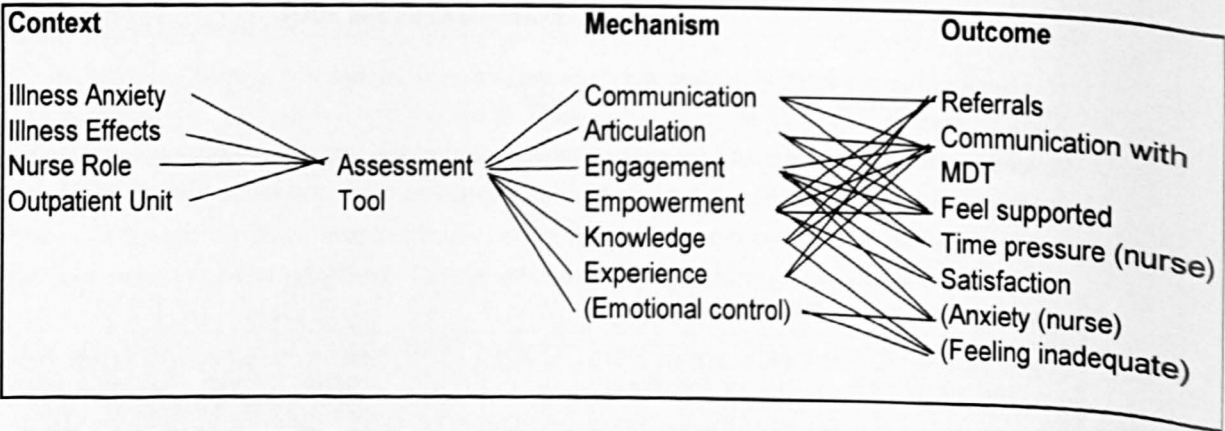 Context
Illness Anxiety
Illness Effects
Nurse Role
Outpatient Unit
Assessment
Tool
Mechanism
Communication
Articulation
Engagement
Empowerment
Knowledge
Experience
(Emotional control)
Outcome
Referrals
Communication with
MDT
Feel supported
Time pressure (nurse)
Satisfaction
(Anxiety (nurse)
(Feeling inadequate)